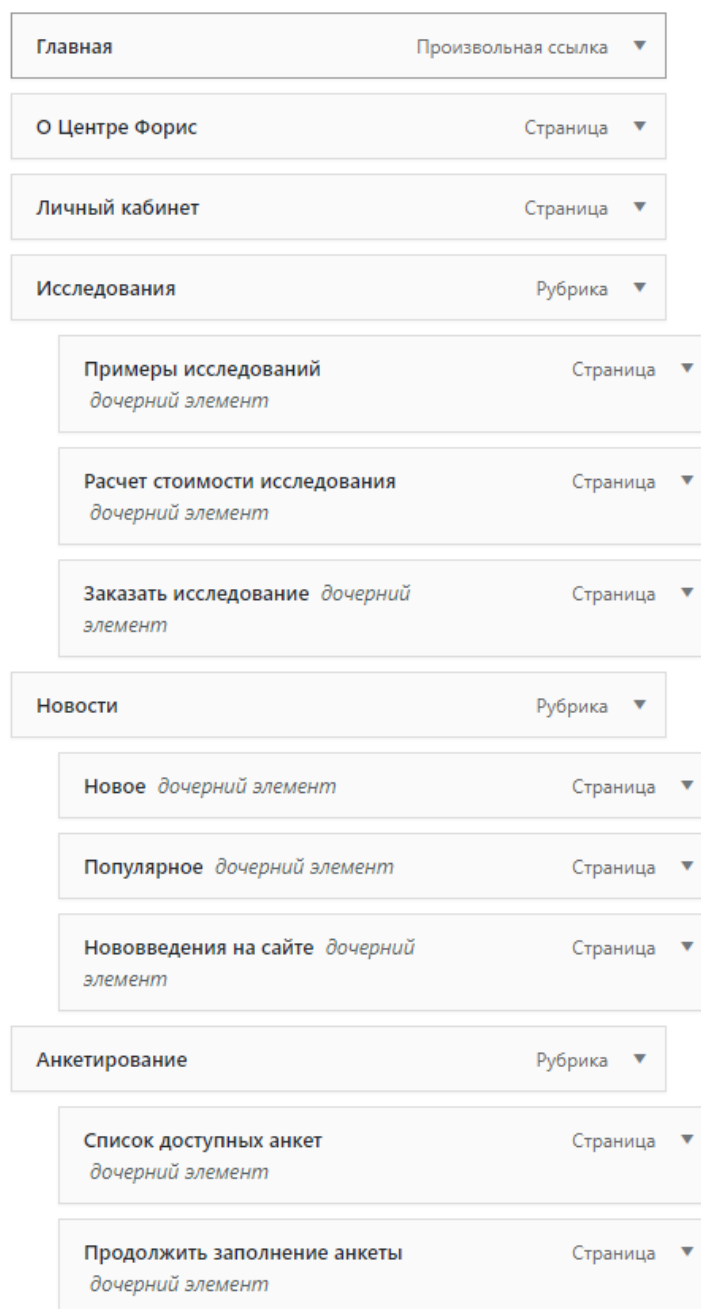 Главная Произвольная ссылка
О Центре Форис Страница
Личный кабинет Страница
Исследования Рубрика
Примеры исследований Страница
дочерний элемент
Расчет стоимости исследования Страница
дочерний элемент
Заказать исследование дочерний Страница
элемент
Новости Рубрика
Новое дочерний элемент Страница
Популярное дочерний элемент Страница
Нововведения на сайте дочерний Страница
элемент
Анкетирование Рубрика
Список доступных анкет Страница
дочерний элемент
Продолжить заполнение анкеты Страница
дочерний элемент